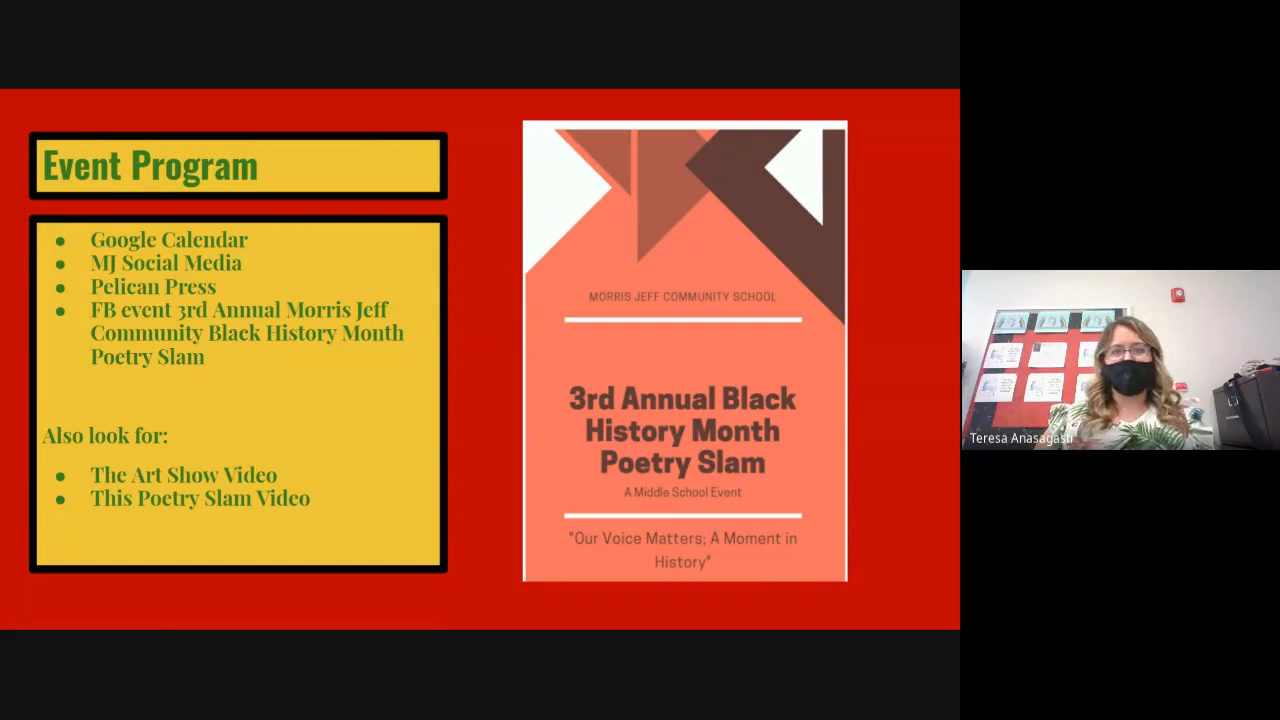 Event Program
● Google Calendar
● MJ Social Media
● Pelican Press
● FB event 3rd Annual Morris Jeff
Community Black History Month
Poetry Slam
Also look for:
● The Art Show Video
● This Poetry Slam Video
MORRIS JEFF COMMUNITY SCHOOL
3rd Annual Black
History Month
Poetry Slam
A Middle School Event
"Our Voice Matters; A Moment in
History"
Teresa Anasagasti